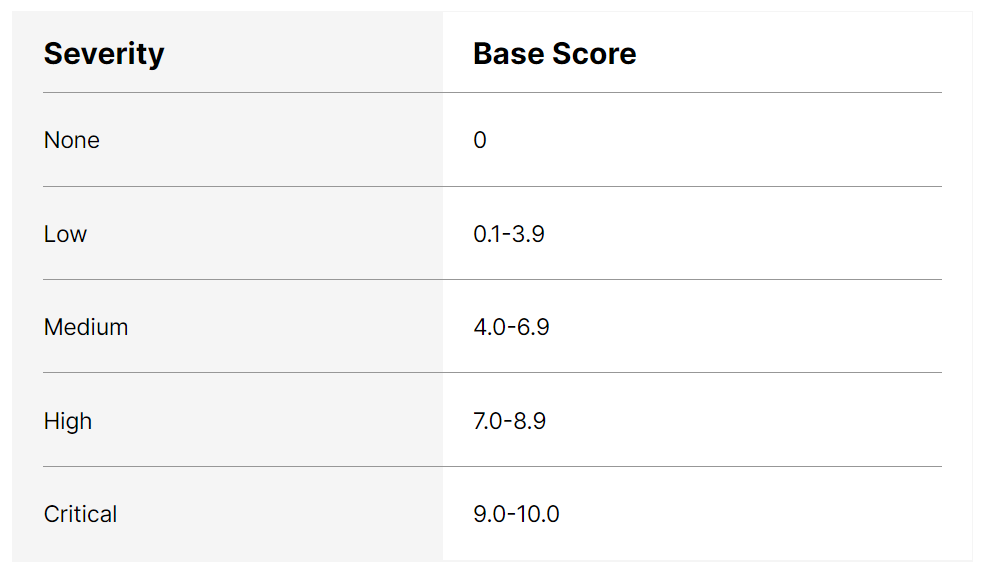 Severity Base Score
None 0
Low 0.1-3.9
Medium 4.0-6.9
High 7.0-8.9
Critical 9.0-10.0